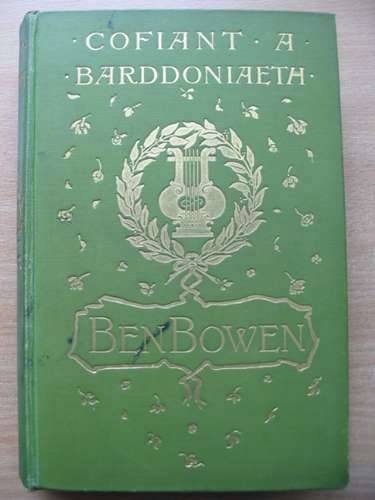 COFIANT · A
· BARDDONIAETH ·
BEN BOWEN